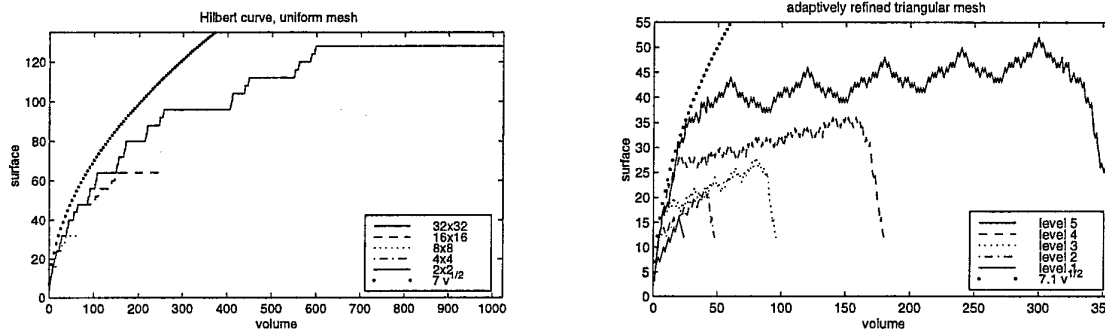 Hilbert curve, uniform mesh
surface
120
100
80
60
40
20
0
0 100 200 300 400 500 600 700 800 900 1000
volume
32x32
16x16
8x8
4x4
2x2
7 v^1/2
adaptively refined triangular mesh
surface
55
50
45
40
35
30
25
20
15
10
5
0
0 50 100 150 200 250 300 350
volume
level 5
level 4
level 3
level 2
level 1
7.1 v^1/2